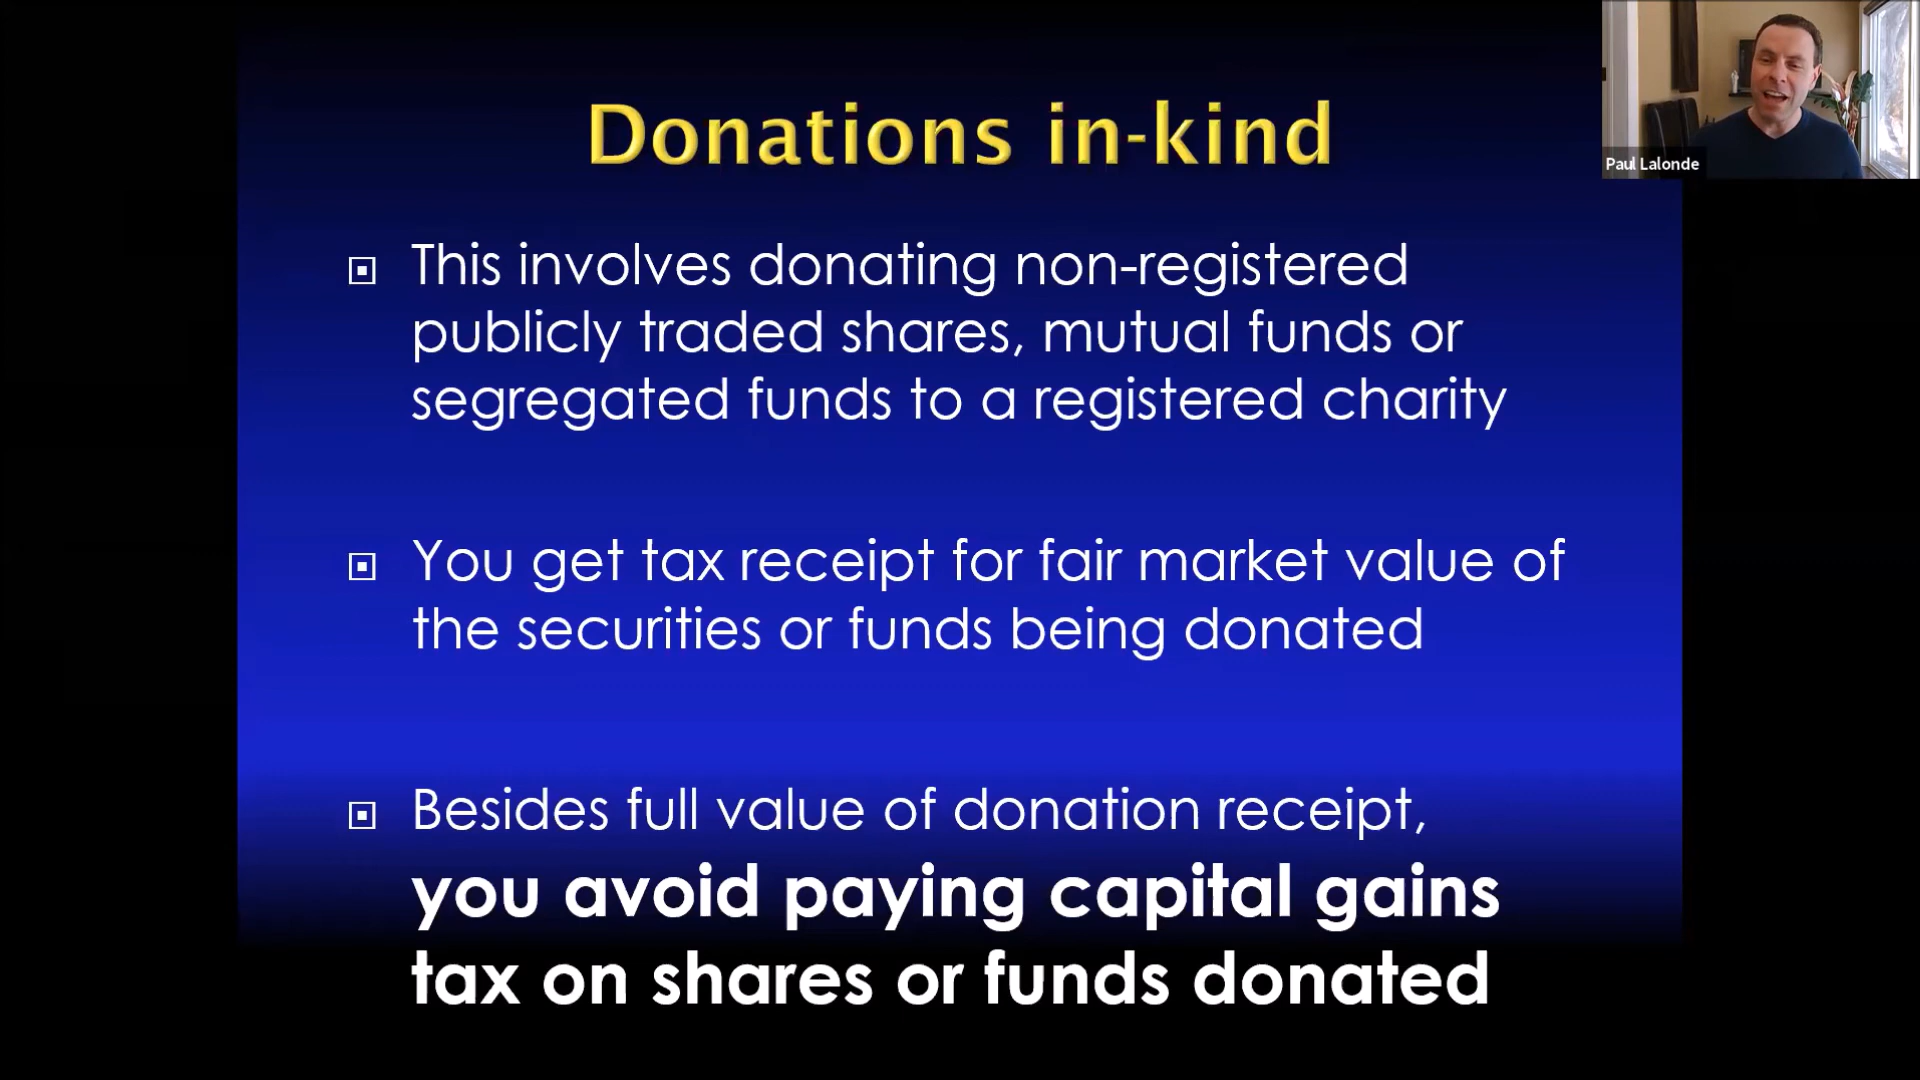 Donations in-kind
Paul Lalonde
This involves donating non-registered
publicly traded shares, mutual funds or
segregated funds to a registered charity
You get tax receipt for fair market value of
the securities or funds being donated
Besides full value of donation receipt,
you avoid paying capital gains
tax on shares or funds donated